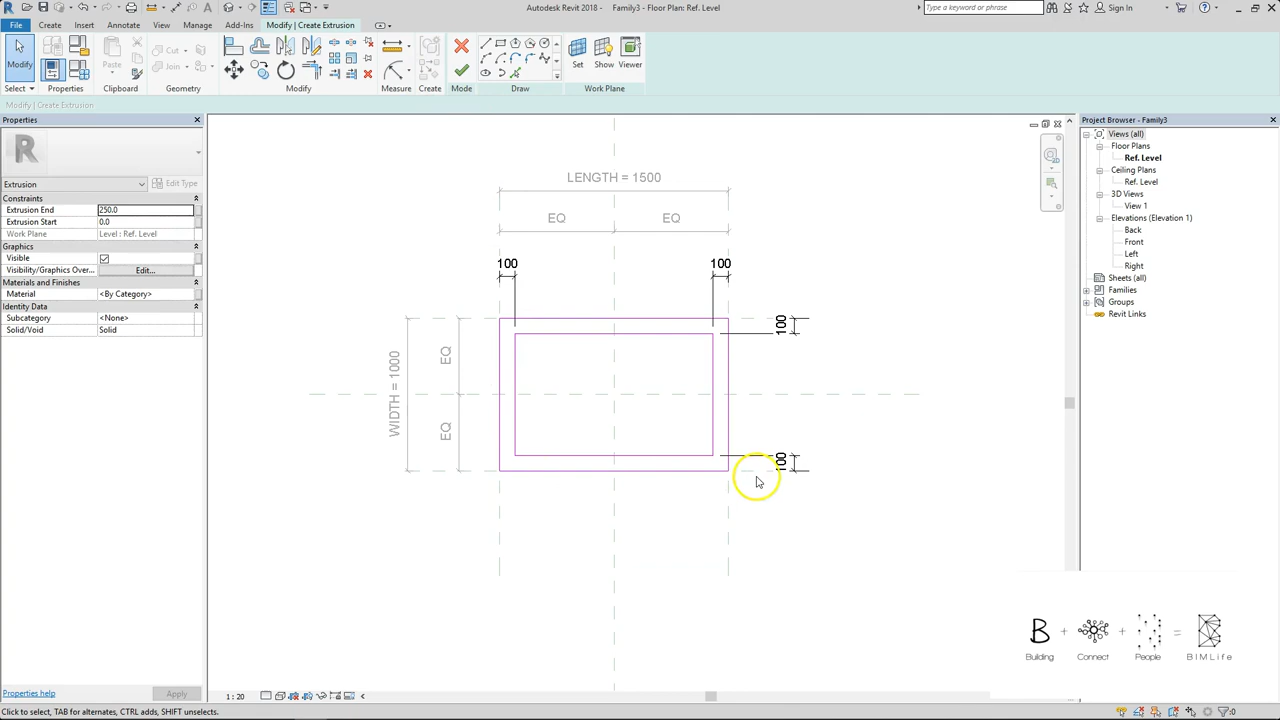 Autodesk Revit 2018 - Family3 - Floor Plan: Ref. Level
Type a keyword or phrase
Sign In
File
Create
Insert
Annotate
View
Manage
Add-Ins
Modify | Create Extrusion
Modify
Paste
Cut
Join
Create
Set
Show
Viewer
Select
Properties
Clipboard
Geometry
Modify
Measure
Create
Mode
Draw
Work Plane
Modify | Create Extrusion
Properties
Extrusion
Edit Type
Constraints
Extrusion End 250.0
Extrusion Start 0.0
Work Plane Level : Ref. Level
Graphics
Visible
Visibility/Graphics Over... Edit...
Materials and Finishes
Material <By Category>
Identity Data
Subcategory <None>
Solid/Void Solid
Properties help
Apply
LENGTH = 1500
EQ EQ
100 100
100
WIDTH = 1000
EQ
EQ
100
Project Browser - Family3
Views (all)
Floor Plans
Ref. Level
Ceiling Plans
Ref. Level
3D Views
View 1
Elevations (Elevation 1)
Back
Front
Left
Right
Sheets (all)
Families
Groups
Revit Links
B + + =
Building Connect People BIMLife
1 : 20
Click to select, TAB for alternates, CTRL adds, SHIFT unselects.
:0